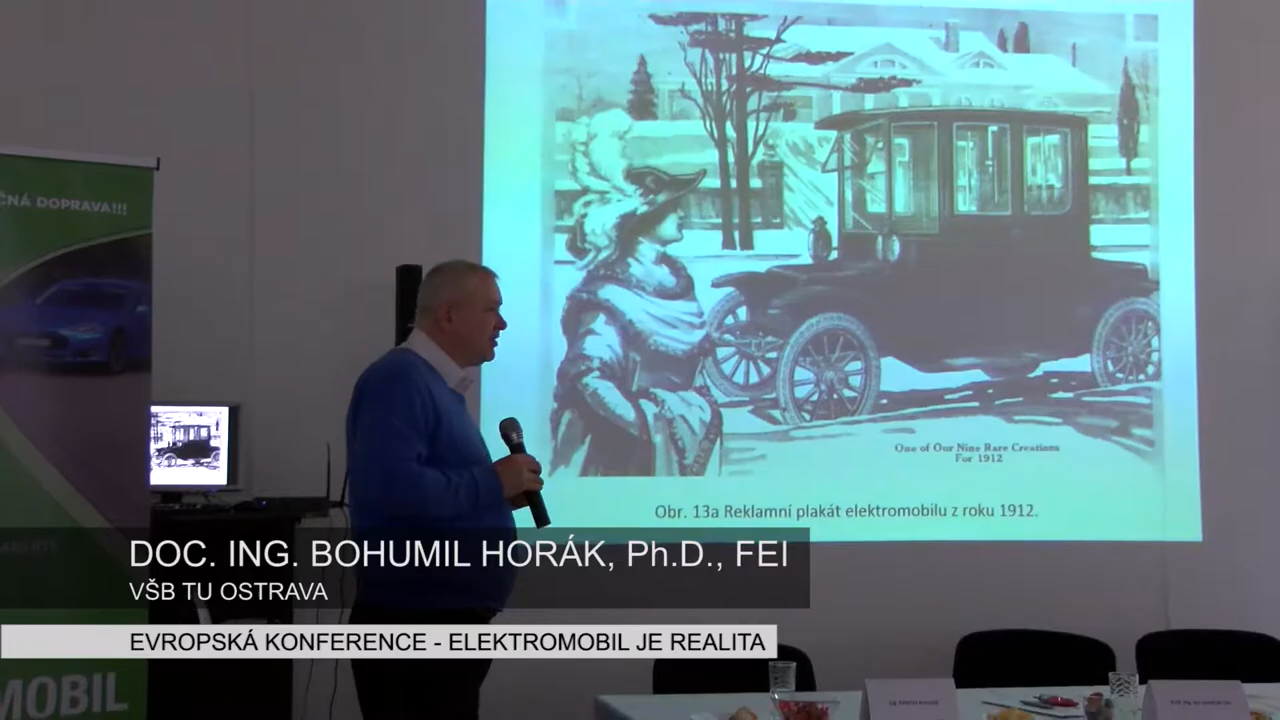 ČNÁ DOPRAVA!!!
One of Our Nine Rare Creations
For 1912
Obr. 13a Reklamní plakát elektromobilu z roku 1912.
DOC. ING. BOHUMIL HORÁK, Ph.D., FEI
VŠB TU OSTRAVA
EVROPSKÁ KONFERENCE - ELEKTROMOBIL JE REALITA
MOBIL